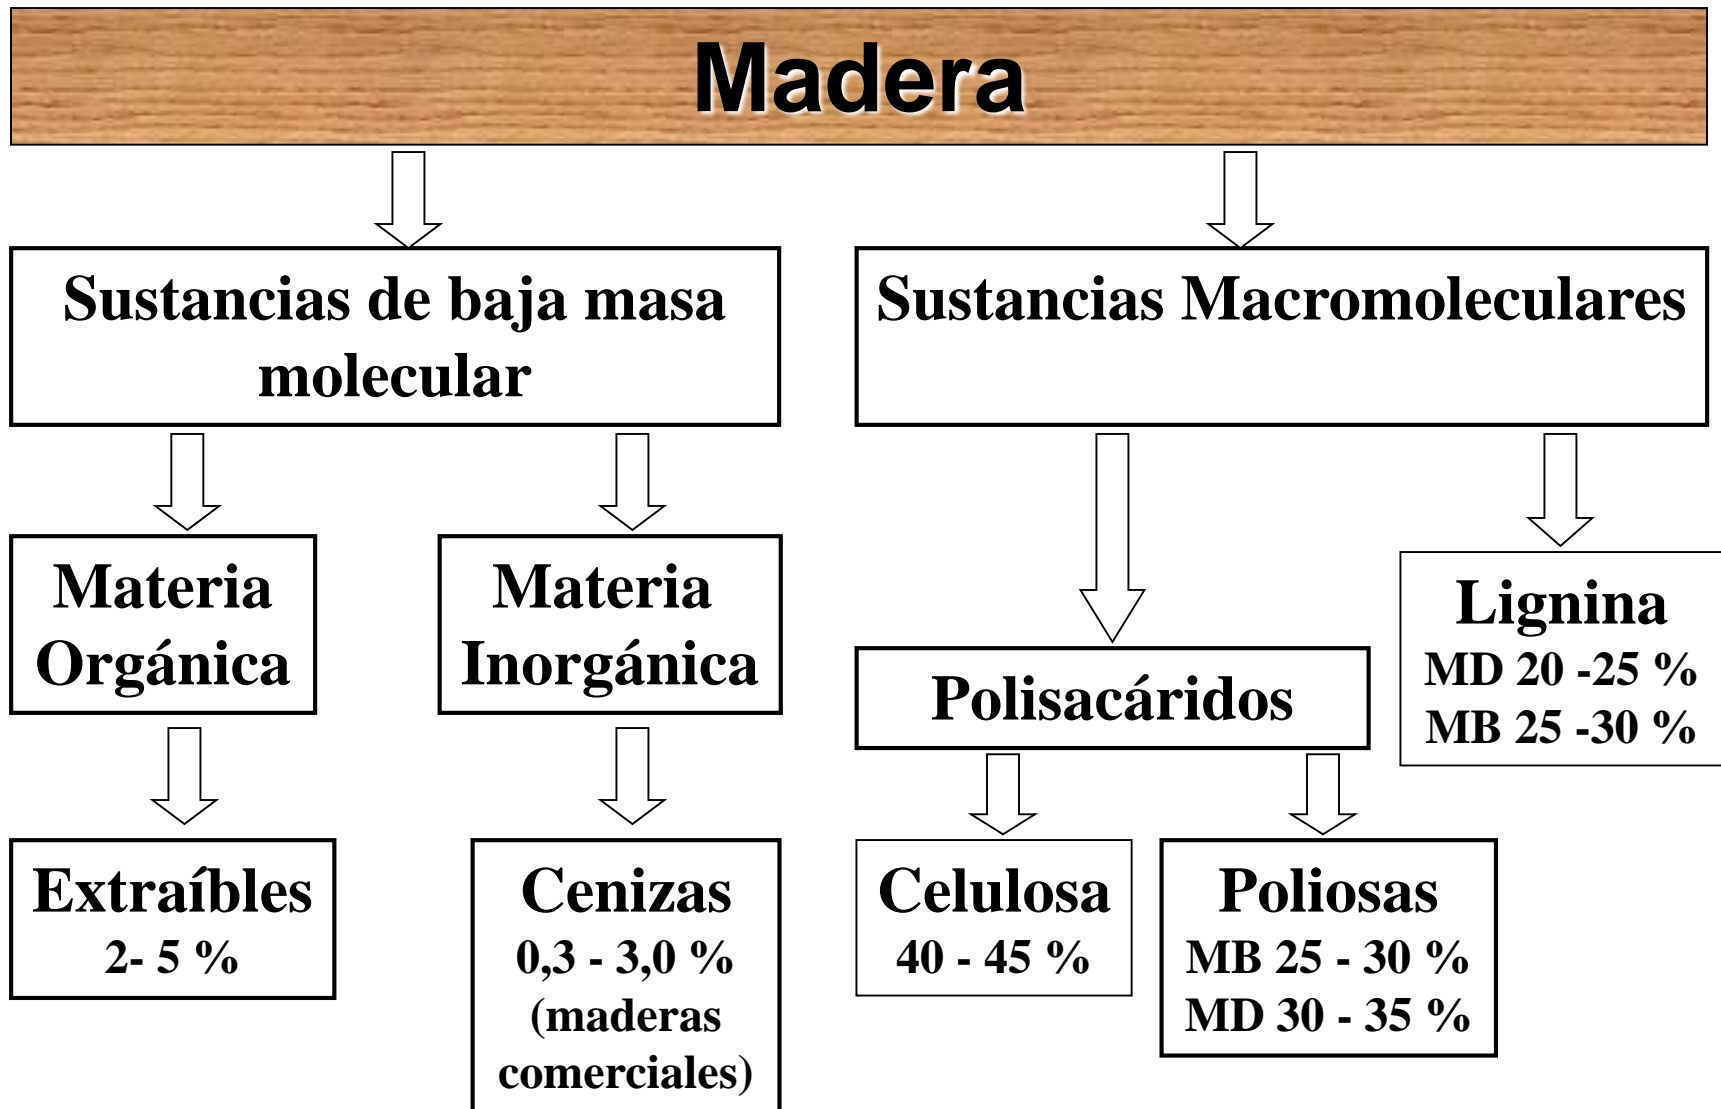 Madera
Sustancias de baja masa
molecular
Sustancias Macromoleculares
Materia
Orgánica
Materia
Inorgánica
Lignina
MD 20 -25 %
MB 25 -30 %
Polisacáridos
Extraíbles
2- 5 %
Cenizas
0,3 - 3,0 %
(maderas
comerciales)
Celulosa
40 - 45 %
Poliosas
MB 25 - 30 %
MD 30 - 35 %